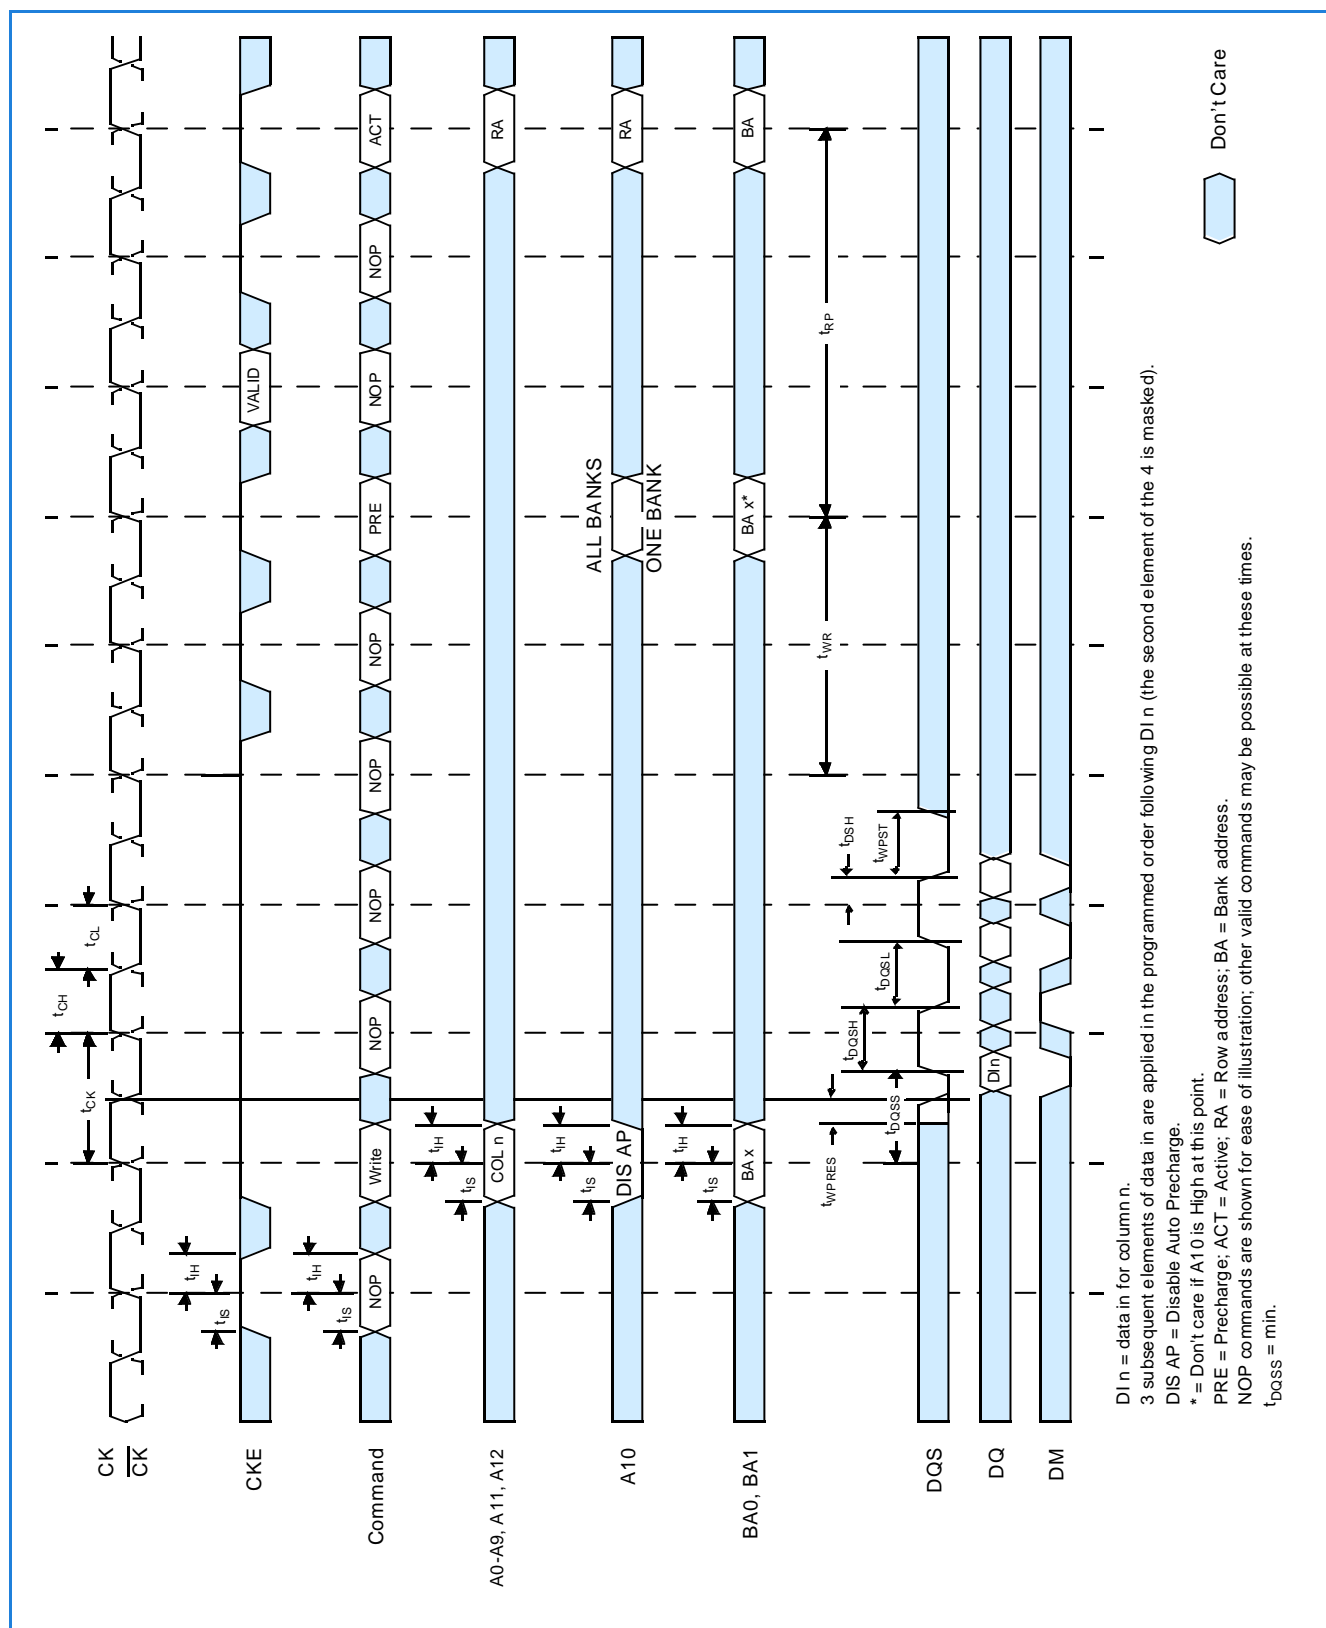 CK
CK
tCK
tCH
tCL
CKE
tIS
tIH
VALID
Command
tIS
tIH
NOP
Write
NOP
NOP
NOP
NOP
PRE
NOP
NOP
ACT
A0-A9, A11, A12
tIS
tIH
COL n
RA
A10
tIS
tIH
DIS AP
ALL BANKS
ONE BANK
RA
BA0, BA1
tIS
tIH
BA x
BA x*
BA
tWPRES
tDQSS
tDQSH
tDQSL
tDSH
tWPST
tWR
tRP
DQS
DQ
DI n
DM
DI n = data in for column n.
3 subsequent elements of data in are applied in the programmed order following DI n (the second element of the 4 is masked).
DIS AP = Disable Auto Precharge.
* = Don't care if A10 is High at this point.
PRE = Precharge; ACT = Active; RA = Row address; BA = Bank address.
NOP commands are shown for ease of illustration; other valid commands may be possible at these times.
tDQSS = min.
Don't Care